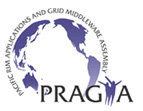 PACIFIC RIM APPLICATIONS AND GRID MIDDLEWARE ASSEMBLY
PRAGMA